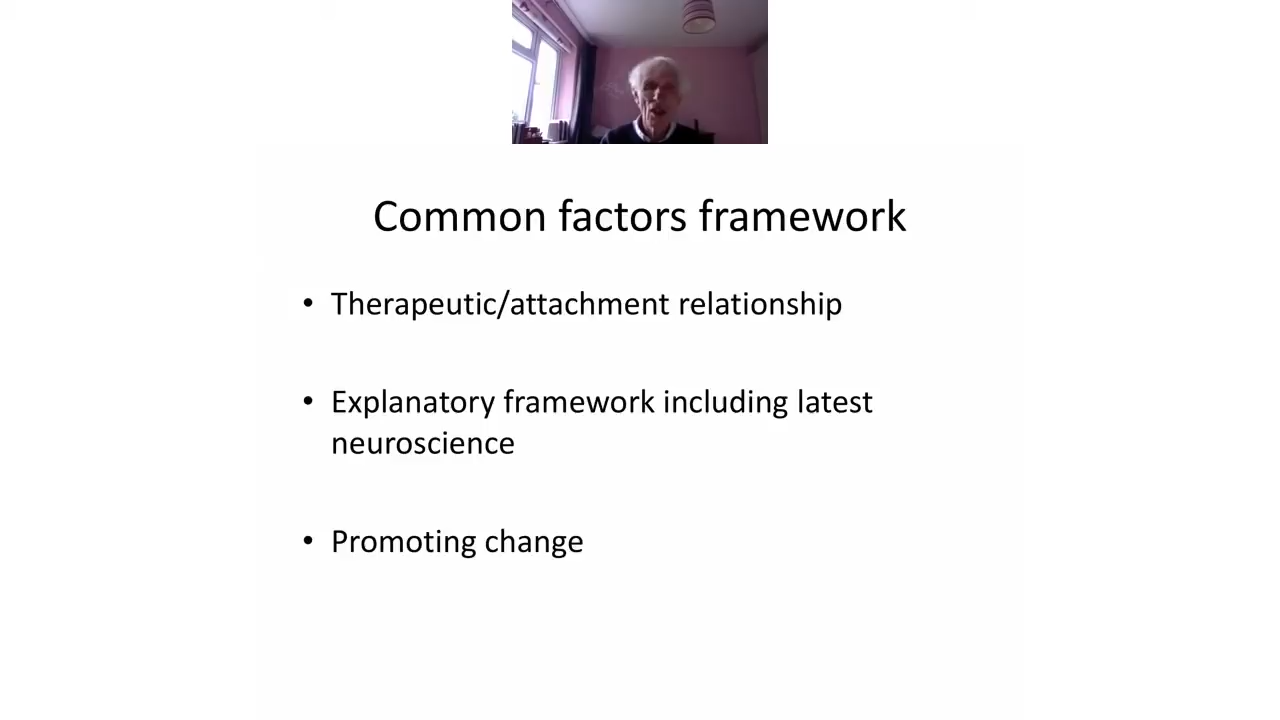 Common factors framework
• Therapeutic/attachment relationship
• Explanatory framework including latest
neuroscience
• Promoting change